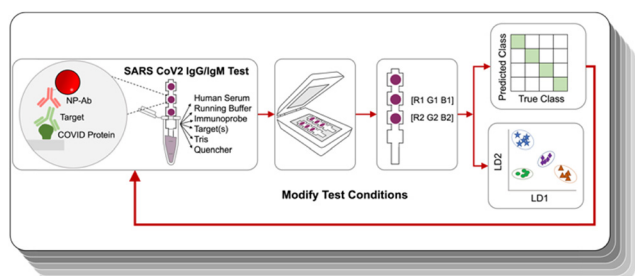 SARS CoV2 IgG/IgM Test
NP-Ab
Target
COVID Protein
Human Serum
Running Buffer
Immunoprobe
Target(s)
Tris
Quencher
[R1 G1 B1]
[R2 G2 B2]
Predicted Class
True Class
LD2
LD1
Modify Test Conditions